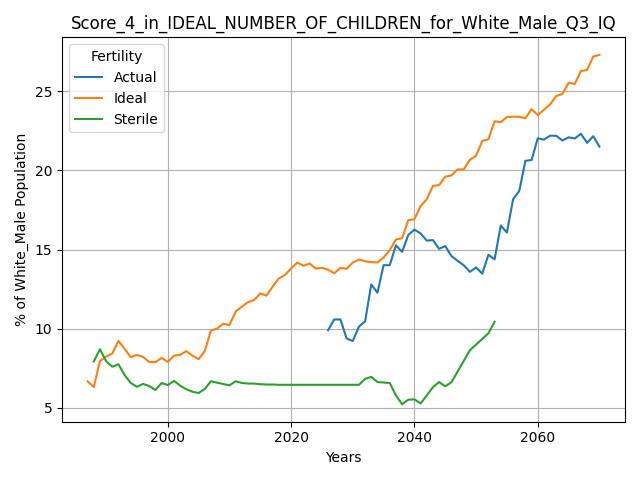 Score_4_in_IDEAL_NUMBER_OF_CHILDREN_for_White_Male_Q3_IQ
Fertility
Actual
Ideal
Sterile
% of White_Male Population
25
20
15
10
5
2000
2020
2040
2060
Years